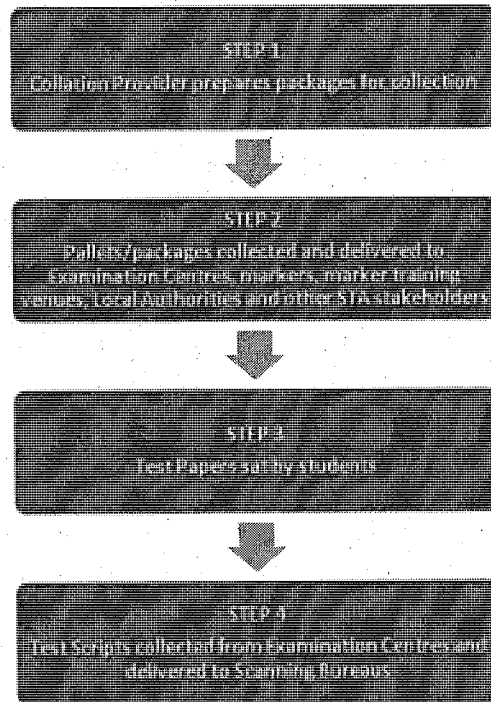 STEP 1
Collation Provider prepares packages for collection
STEP 2
Pallets/packages collected and delivered to
Examination Centres, markers, marker training
venues, Local Authorities and other STA stakeholders
STEP 3
Test Papers sat by students
STEP 4
Test Scripts collected from Examination Centres and
delivered to Scanning Bureaus